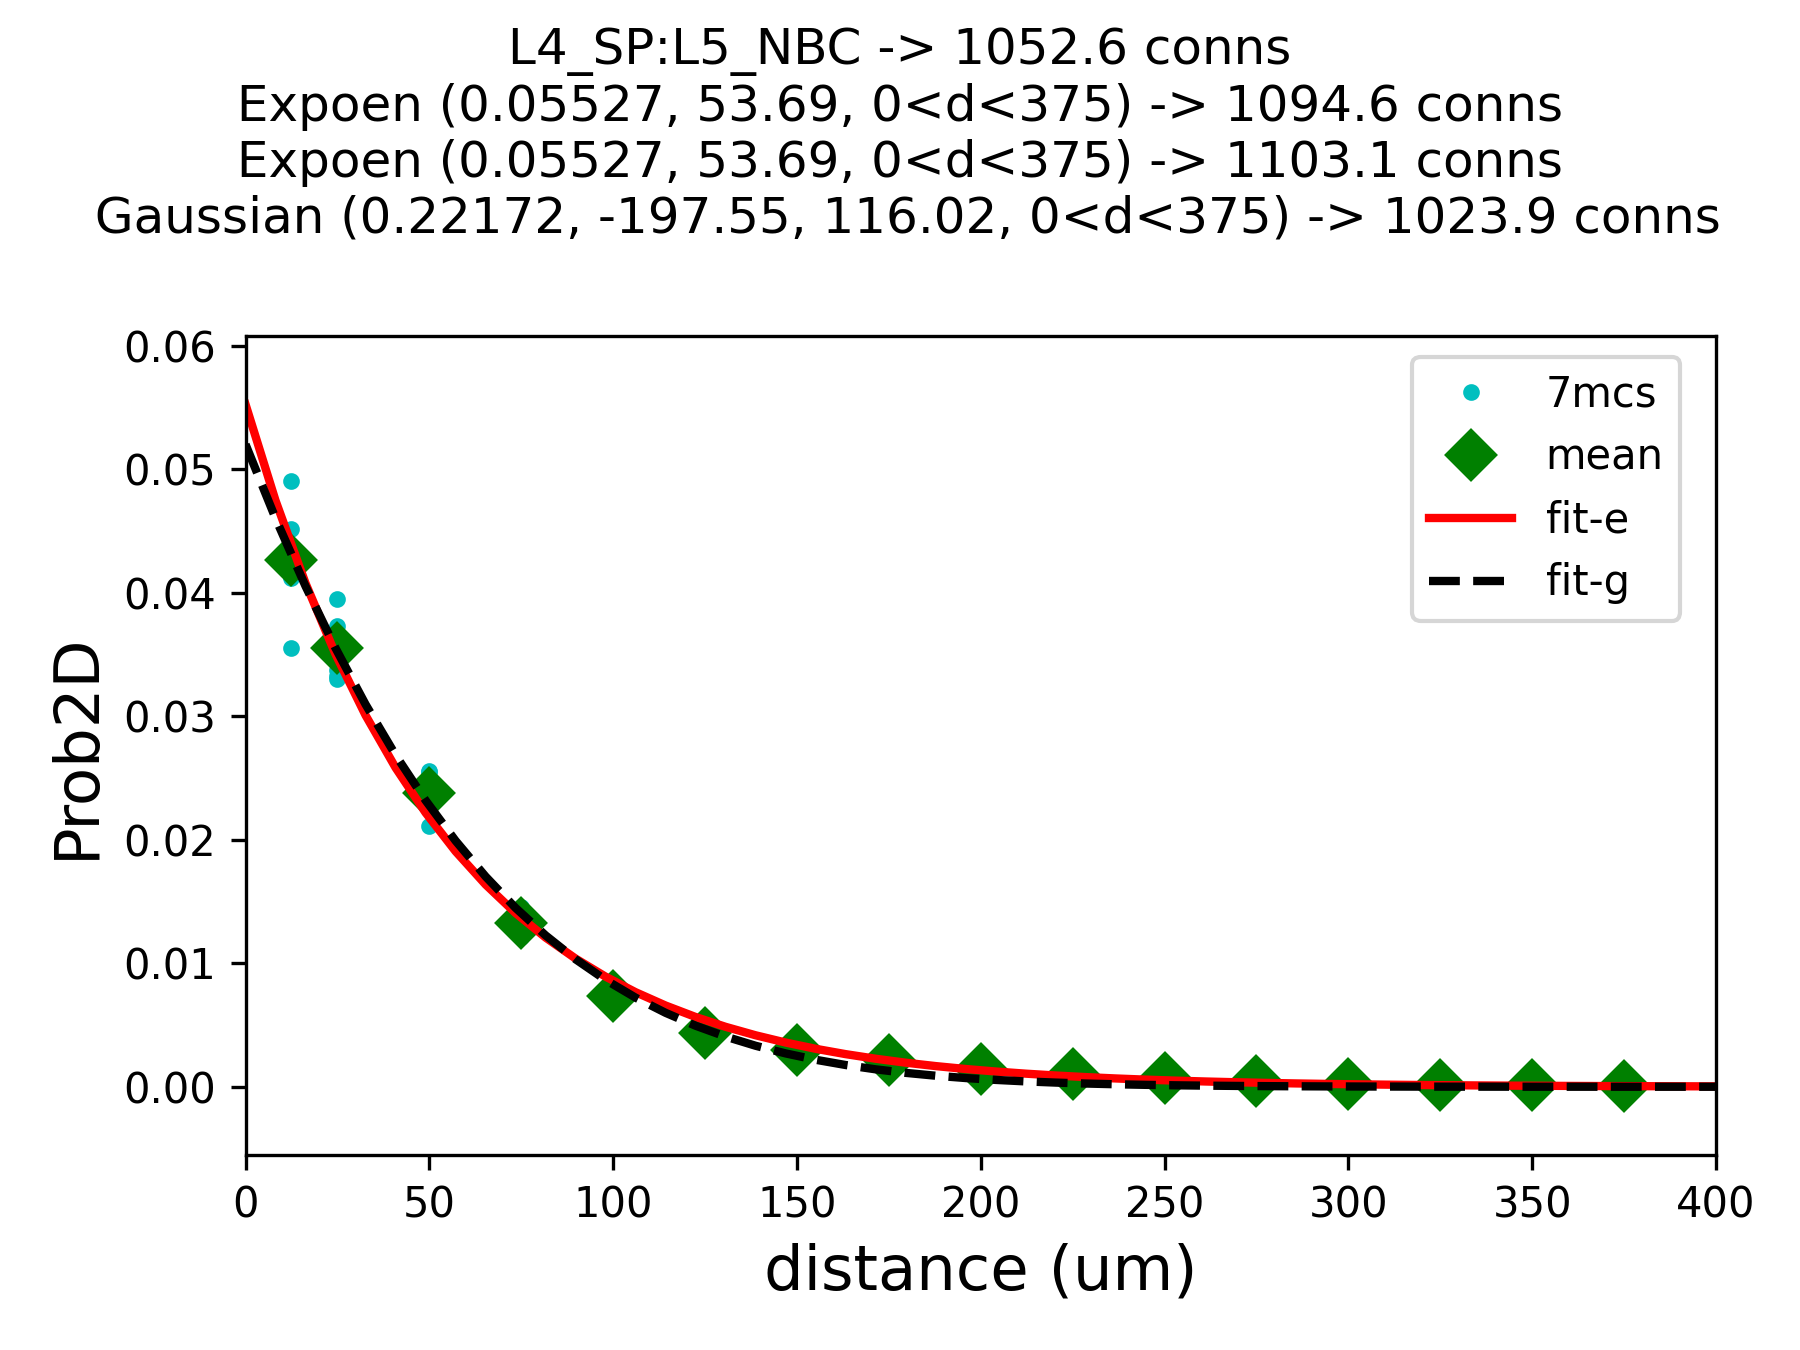 L4_SP:L5_NBC -> 1052.6 conns
Expoen (0.05527, 53.69, 0<d<375) -> 1094.6 conns
Expoen (0.05527, 53.69, 0<d<375) -> 1103.1 conns
Gaussian (0.22172, -197.55, 116.02, 0<d<375) -> 1023.9 conns
7mcs
mean
fit-e
fit-g
Prob2D
0.06
0.05
0.04
0.03
0.02
0.01
0.00
0 50 100 150 200 250 300 350 400
distance (um)